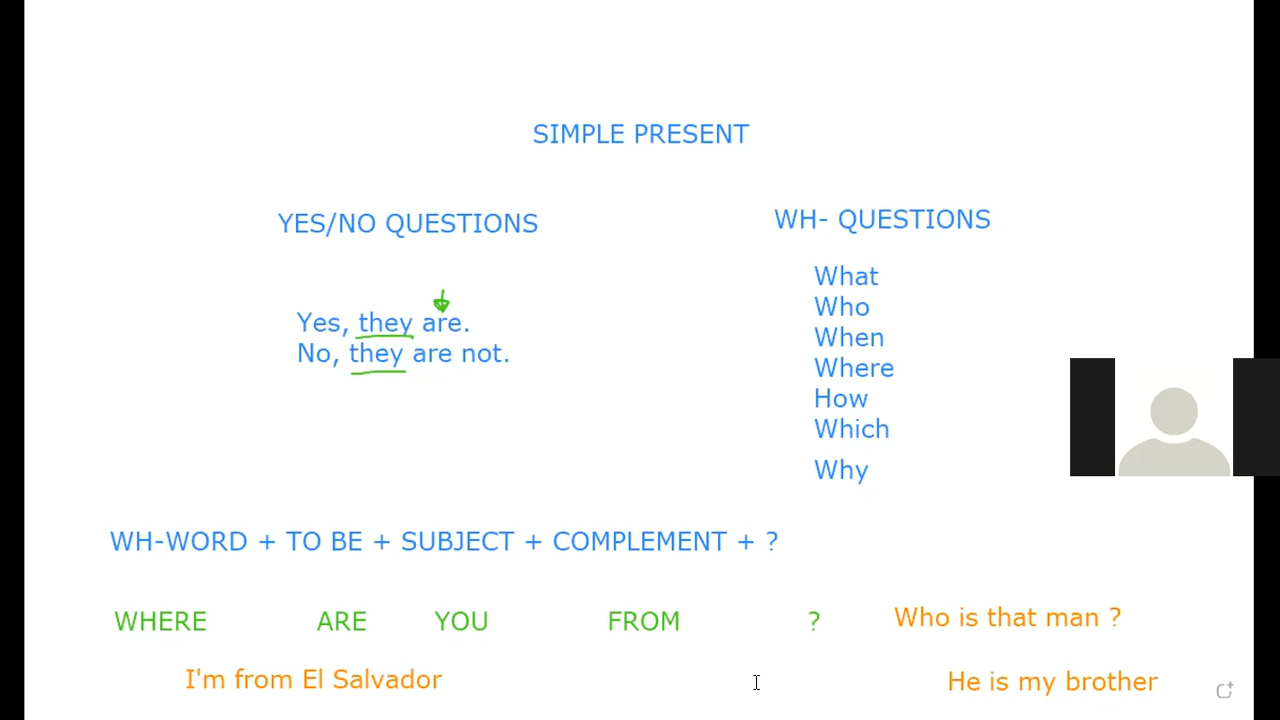 SIMPLE PRESENT
YES/NO QUESTIONS
Yes, they are.
No, they are not.
WH- QUESTIONS
What
Who
When
Where
How
Which
Why
WH-WORD + TO BE + SUBJECT + COMPLEMENT + ?
WHERE ARE YOU FROM ?
I'm from El Salvador
Who is that man ?
He is my brother